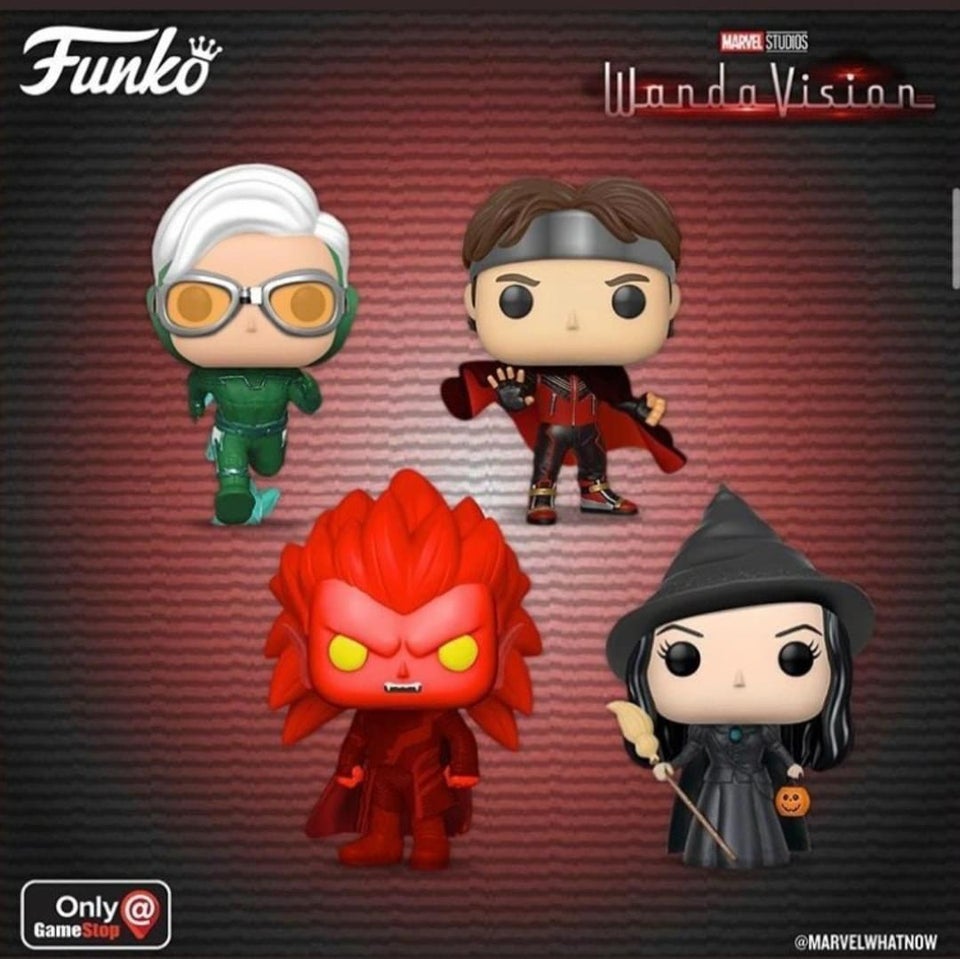 Funko
MARVEL STUDIOS
WandaVision
Only @
GameStop
@MARVELWHATNOW